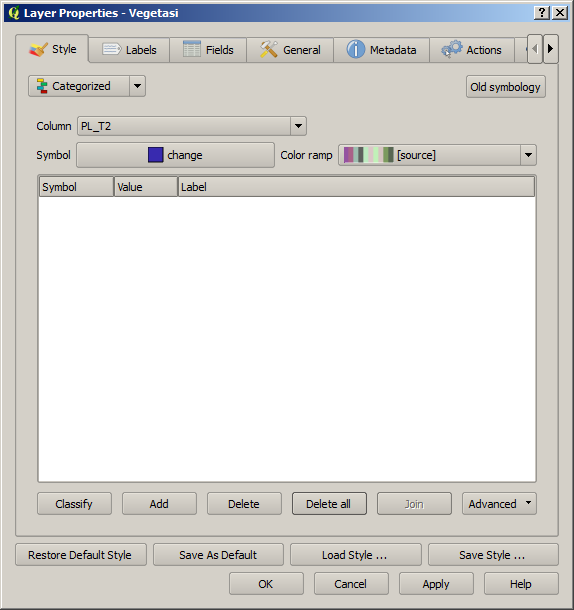 Layer Properties - Vegetasi
Style Labels Fields General Metadata Actions
Categorized Old symbology
Column PL_T2
Symbol change Color ramp [source]
Symbol Value Label
Classify Add Delete Delete all Join Advanced
Restore Default Style Save As Default Load Style ... Save Style ...
OK Cancel Apply Help